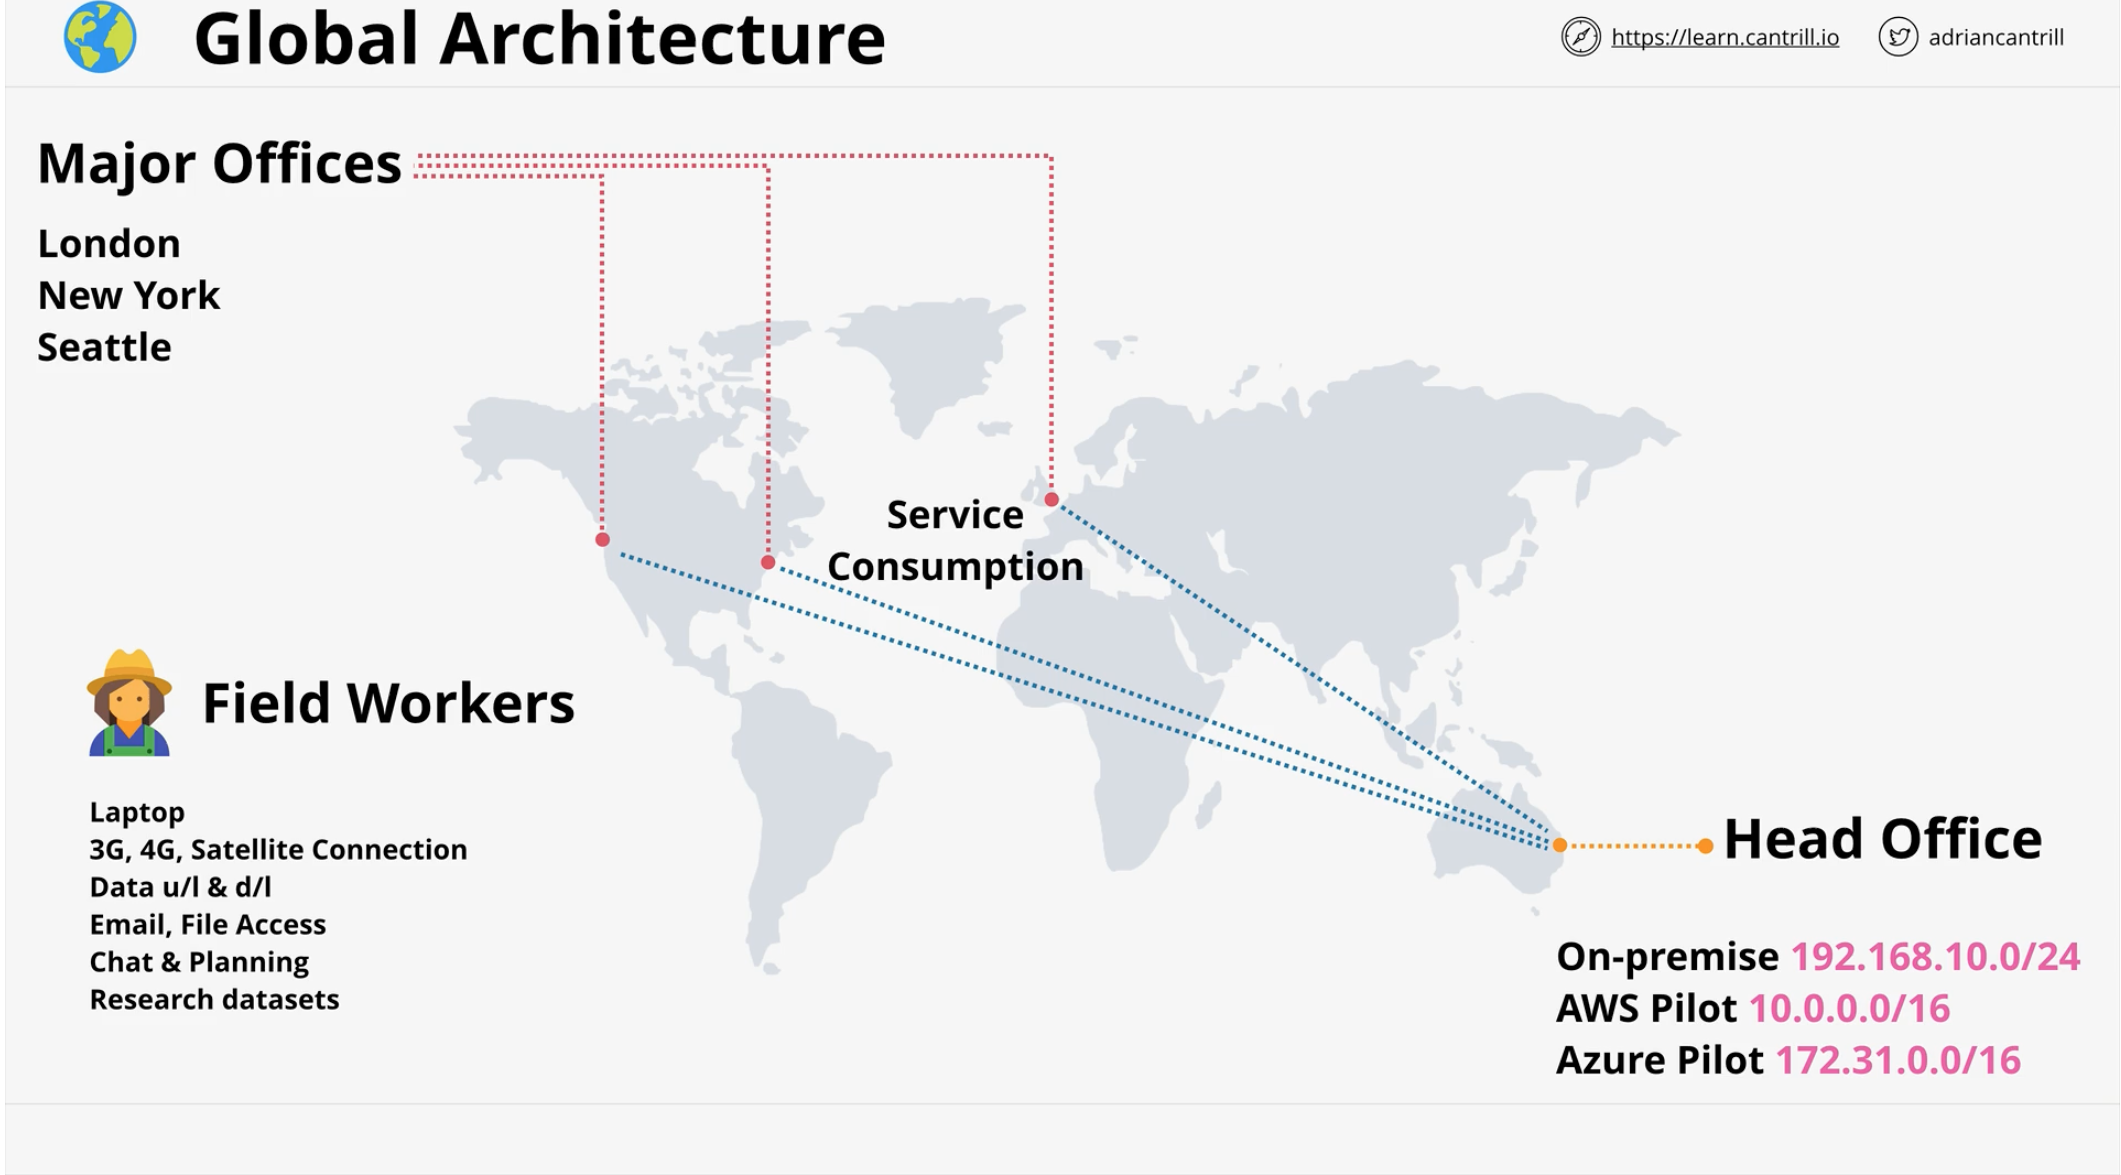 Global Architecture
https://learn.cantrill.io
adriancantrill
Major Offices
London
New York
Seattle
Service
Consumption
Field Workers
Laptop
3G, 4G, Satellite Connection
Data u/l & d/l
Email, File Access
Chat & Planning
Research datasets
Head Office
On-premise 192.168.10.0/24
AWS Pilot 10.0.0.0/16
Azure Pilot 172.31.0.0/16